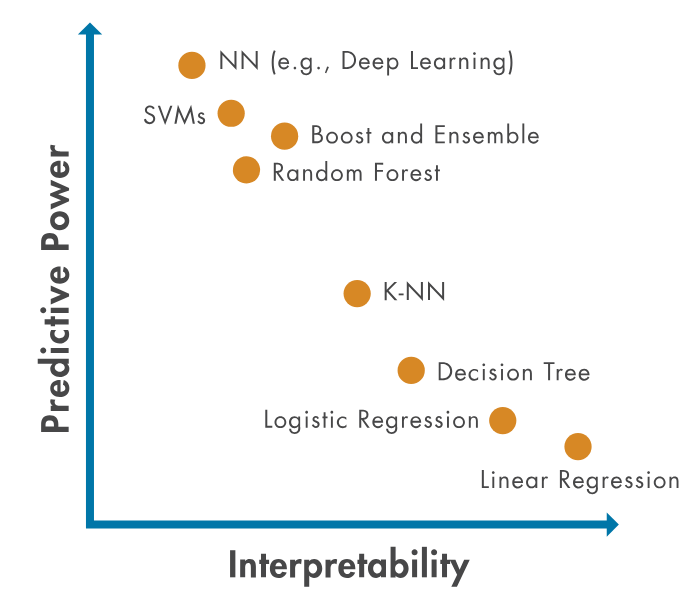 NN (e.g., Deep Learning)
SVMs
Boost and Ensemble
Random Forest
K-NN
Decision Tree
Logistic Regression
Linear Regression
Predictive Power
Interpretability